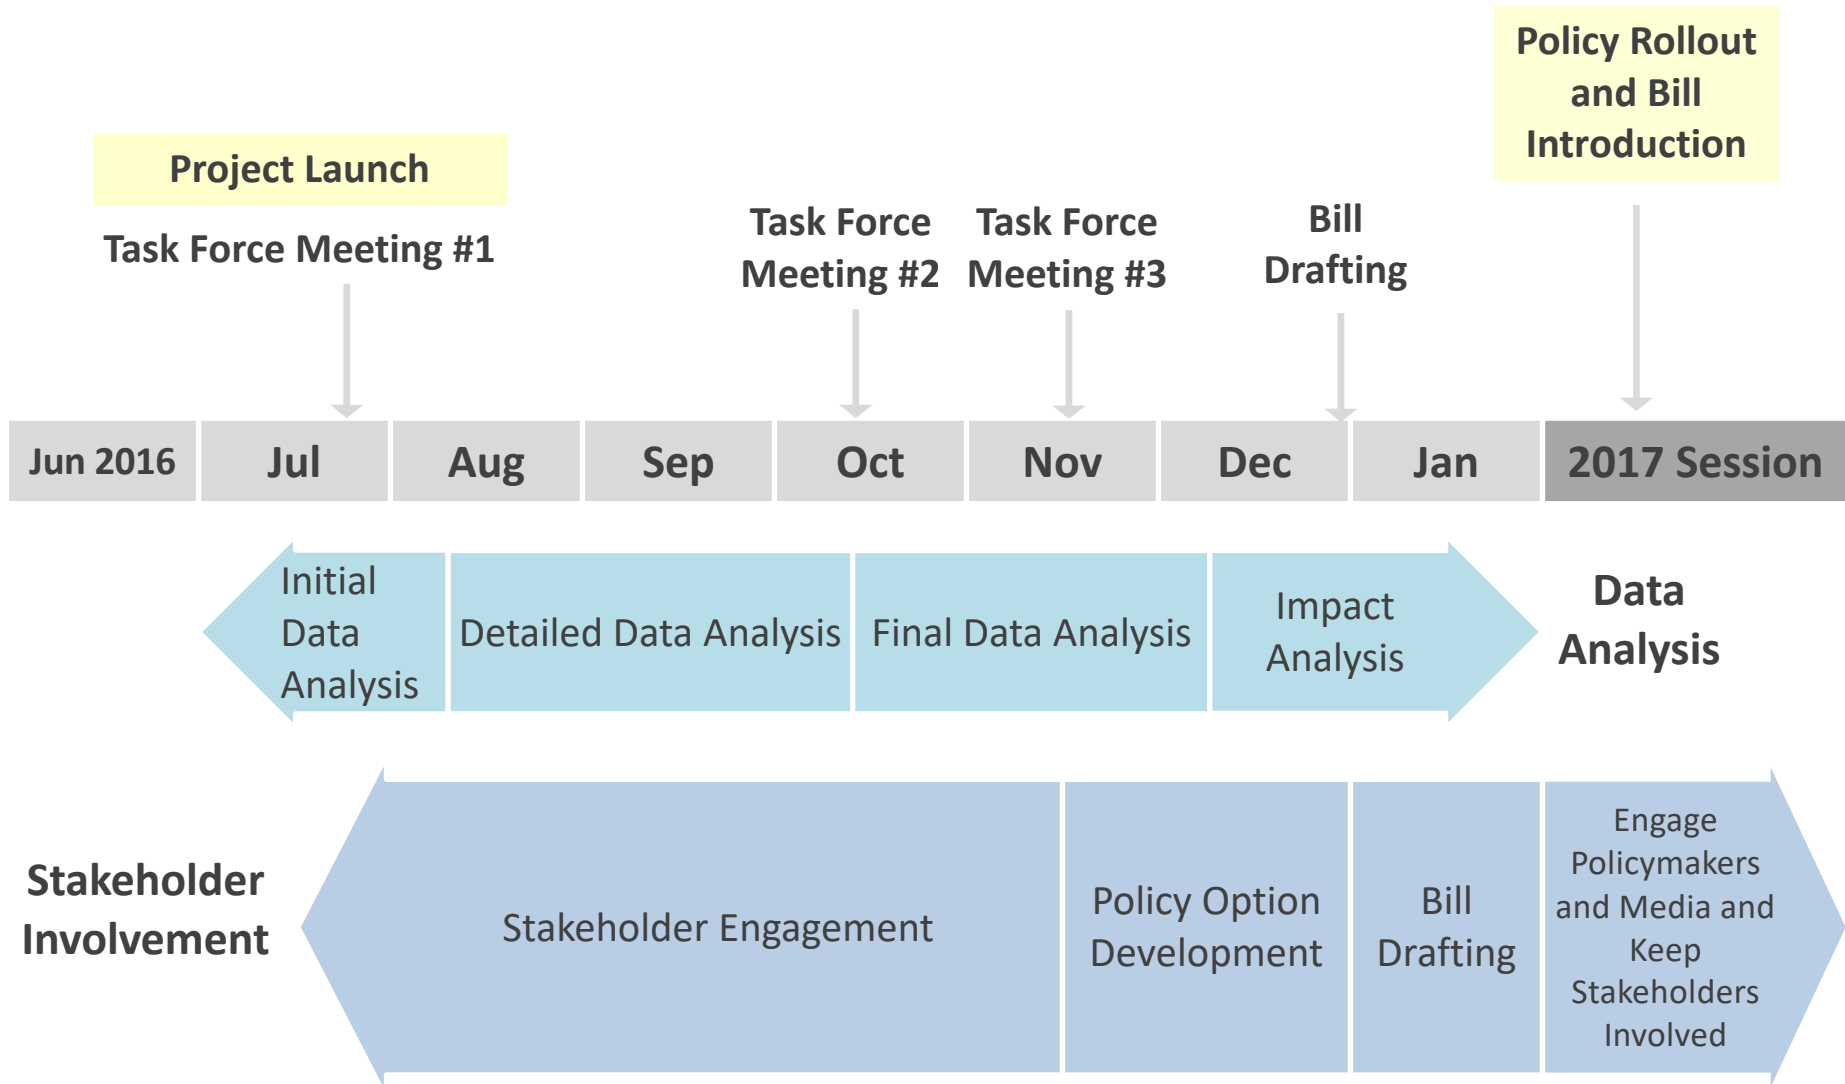 Policy Rollout
and Bill
Introduction
Project Launch
Task Force Meeting #1
Task Force
Meeting #2
Task Force
Meeting #3
Bill
Drafting
Jun 2016
Jul
Aug
Sep
Oct
Nov
Dec
Jan
2017 Session
Initial
Data
Analysis
Detailed Data Analysis
Final Data Analysis
Impact
Analysis
Data
Analysis
Stakeholder
Involvement
Stakeholder Engagement
Policy Option
Development
Bill
Drafting
Engage
Policymakers
and Media and
Keep
Stakeholders
Involved